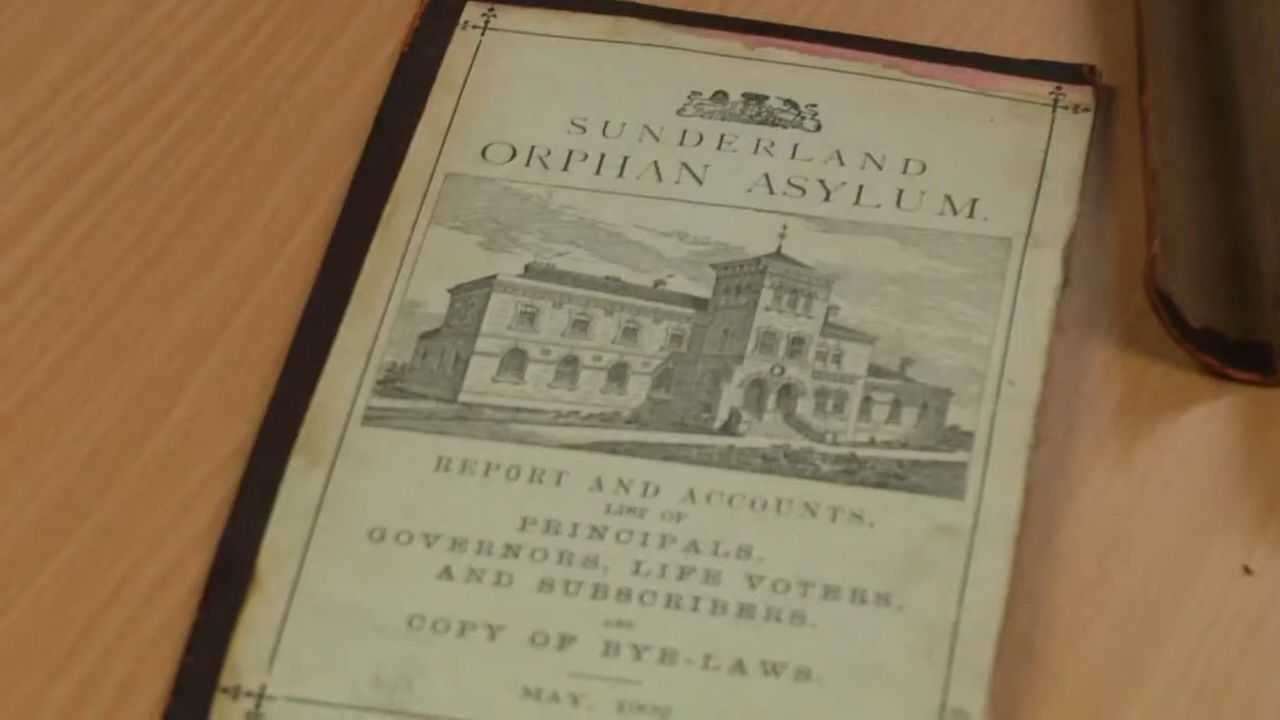 SUNDERLAND
ORPHAN ASYLUM.
REPORT AND ACCOUNTS,
LIST OF
PRINCIPALS,
GOVERNORS, LIFE VOTERS,
AND SUBSCRIBERS,
AND
COPY OF BYE-LAWS.
MAY,